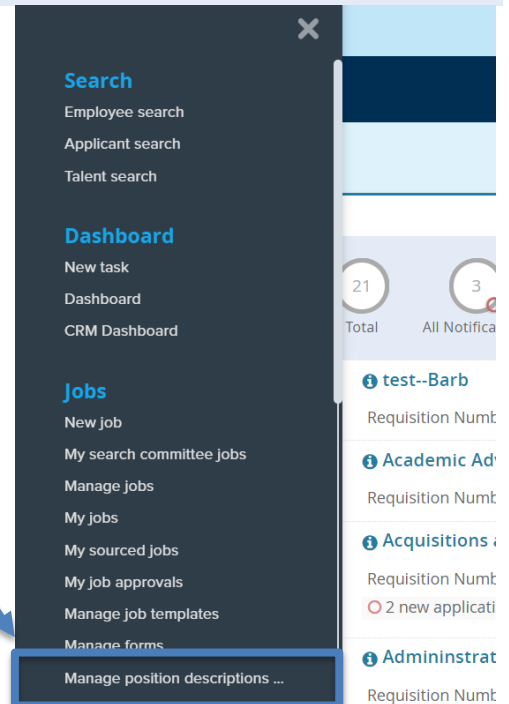 Search
Employee search
Applicant search
Talent search
Dashboard
New task
Dashboard
CRM Dashboard
Jobs
New job
My search committee jobs
Manage jobs
My jobs
My sourced jobs
My job approvals
Manage job templates
Manage forms
Manage position descriptions ...
21
3
Total
All Notifica
test--Barb
Requisition Numb
Academic Adv
Requisition Numb
Acquisitions a
Requisition Numb
2 new applicati
Admininstrat
Requisition Numb